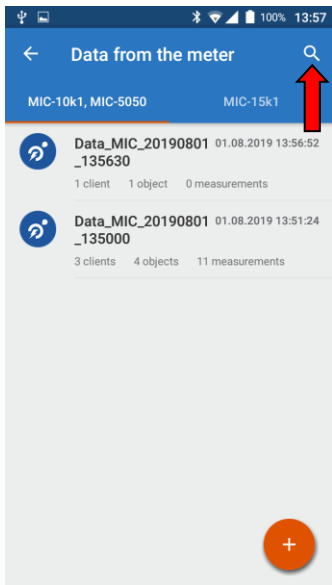 100% 13:57
Data from the meter
MIC-10k1, MIC-5050 MIC-15k1
Data_MIC_20190801 01.08.2019 13:56:52
_135630
1 client 1 object 0 measurements
Data_MIC_20190801 01.08.2019 13:51:24
_135000
3 clients 4 objects 11 measurements